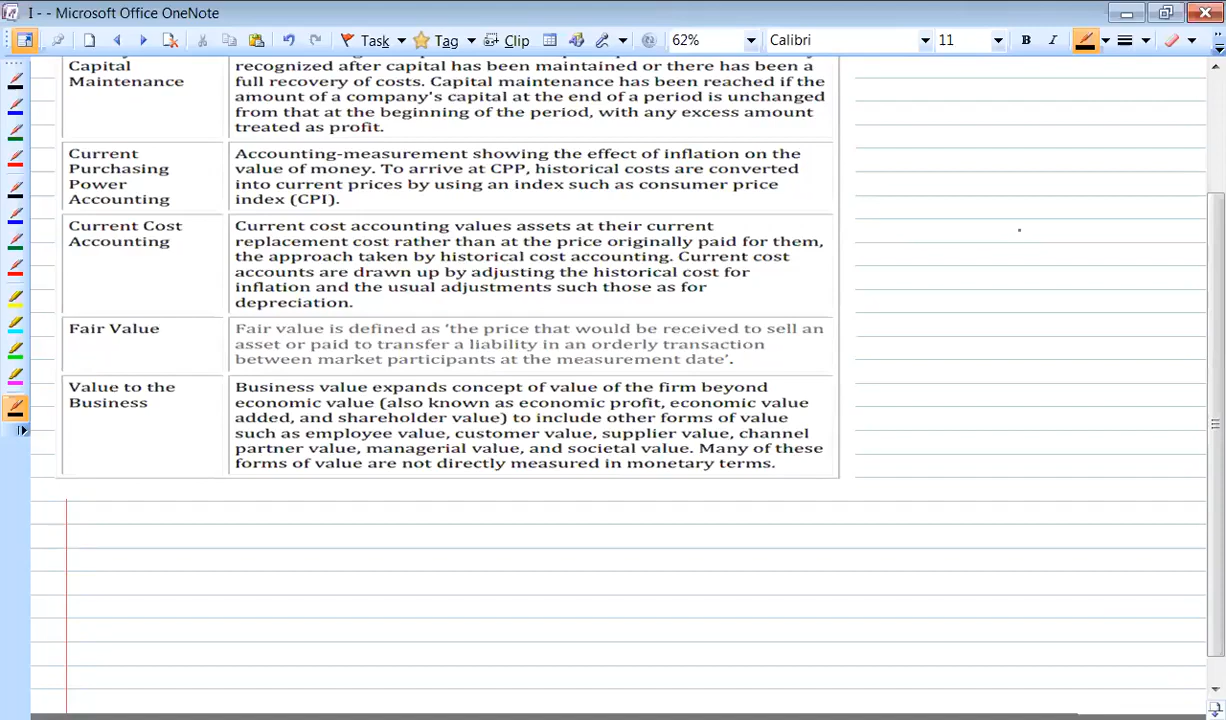 I - - Microsoft Office OneNote
Task Tag Clip 62% Calibri 11 B I
Capital
Maintenance
recognized after capital has been maintained or there has been a
full recovery of costs. Capital maintenance has been reached if the
amount of a company's capital at the end of a period is unchanged
from that at the beginning of the period, with any excess amount
treated as profit.
Current
Purchasing
Power
Accounting
Accounting-measurement showing the effect of inflation on the
value of money. To arrive at CPP, historical costs are converted
into current prices by using an index such as consumer price
index (CPI).
Current Cost
Accounting
Current cost accounting values assets at their current
replacement cost rather than at the price originally paid for them,
the approach taken by historical cost accounting. Current cost
accounts are drawn up by adjusting the historical cost for
inflation and the usual adjustments such those as for
depreciation.
Fair Value
Fair value is defined as 'the price that would be received to sell an
asset or paid to transfer a liability in an orderly transaction
between market participants at the measurement date'.
Value to the
Business
Business value expands concept of value of the firm beyond
economic value (also known as economic profit, economic value
added, and shareholder value) to include other forms of value
such as employee value, customer value, supplier value, channel
partner value, managerial value, and societal value. Many of these
forms of value are not directly measured in monetary terms.